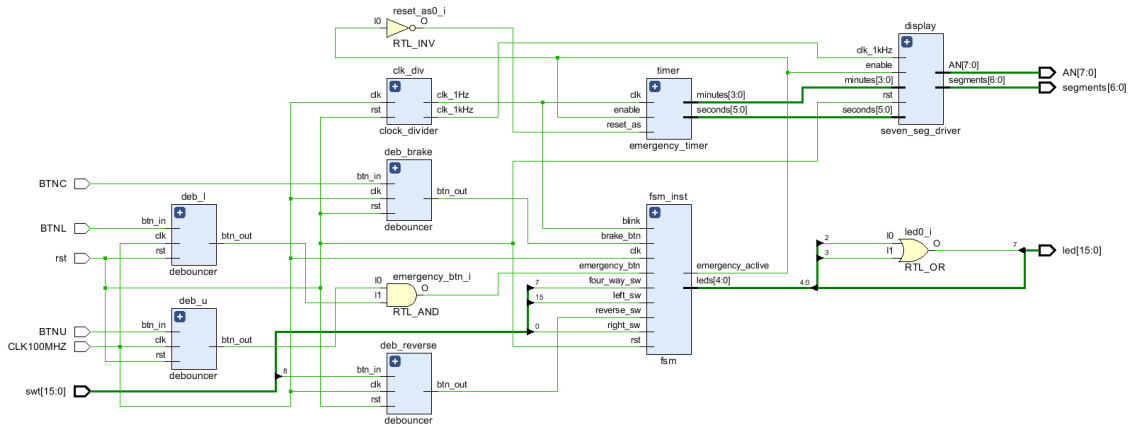 reset_as0_i
I0
O
RTL_INV
display
clk_1kHz
enable
minutes[3:0]
rst
seconds[5:0]
AN[7:0]
segments[6:0]
seven_seg_driver
AN[7:0]
segments[6:0]
clk_div
clk
rst
clk_1Hz
clk_1kHz
clock_divider
timer
clk
enable
reset_as
minutes[3:0]
seconds[5:0]
emergency_timer
deb_brake
btn_in
clk
rst
btn_out
debouncer
BTNC
BTNL
rst
BTNU
CLK100MHZ
swt[15:0]
deb_l
btn_in
clk
rst
btn_out
debouncer
emergency_btn_i
I0
I1
O
RTL_AND
deb_u
btn_in
clk
rst
btn_out
debouncer
8
deb_reverse
btn_in
clk
rst
btn_out
debouncer
7
15
0
fsm_inst
blink
brake_btn
clk
emergency_btn
four_way_sw
left_sw
reverse_sw
right_sw
rst
emergency_active
leds[4:0]
fsm
4:0
2
3
led0_i
I0
I1
O
RTL_OR
7
led[15:0]